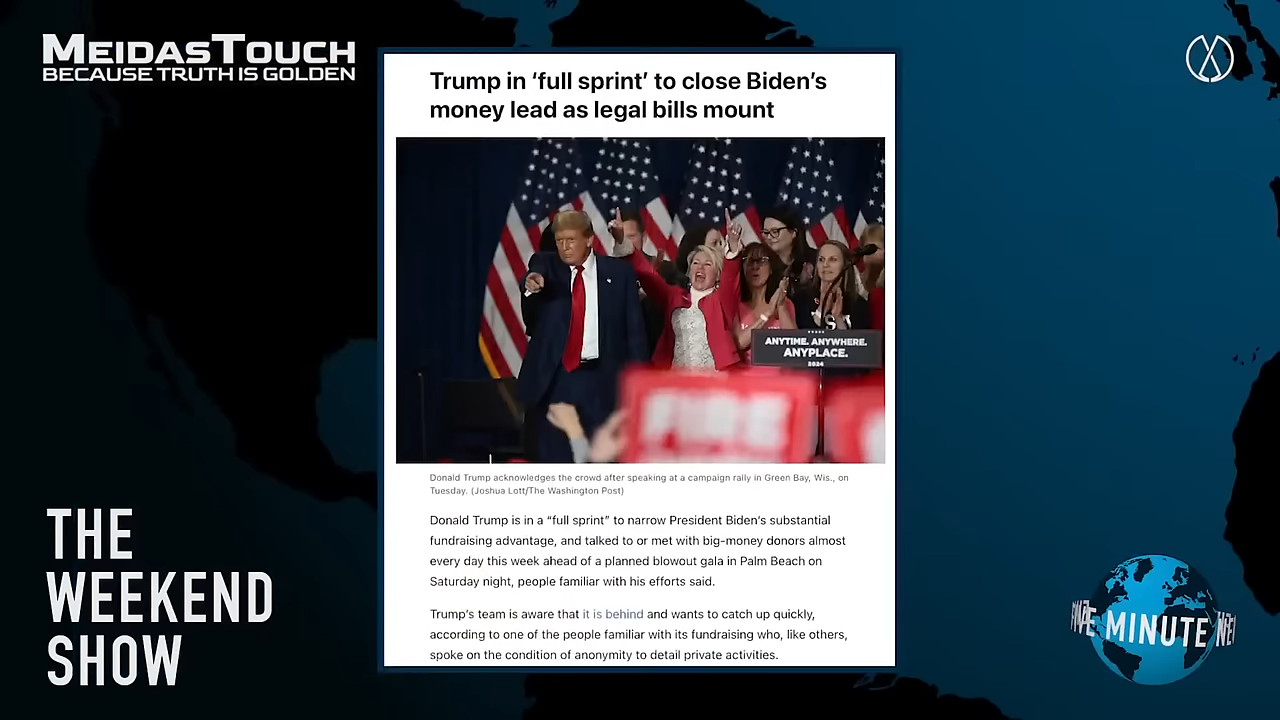 MEIDASTOUCH
BECAUSE TRUTH IS GOLDEN
Trump in ‘full sprint’ to close Biden’s
money lead as legal bills mount
ANYTIME. ANYWHERE.
ANYPLACE.
2024
FIRE
Donald Trump acknowledges the crowd after speaking at a campaign rally in Green Bay, Wis., on
Tuesday. (Joshua Lott/The Washington Post)
Donald Trump is in a “full sprint” to narrow President Biden’s substantial
fundraising advantage, and talked to or met with big-money donors almost
every day this week ahead of a planned blowout gala in Palm Beach on
Saturday night, people familiar with his efforts said.
Trump’s team is aware that it is behind and wants to catch up quickly,
according to one of the people familiar with its fundraising who, like others,
spoke on the condition of anonymity to detail private activities.
THE
WEEKEND
SHOW
MINUTE